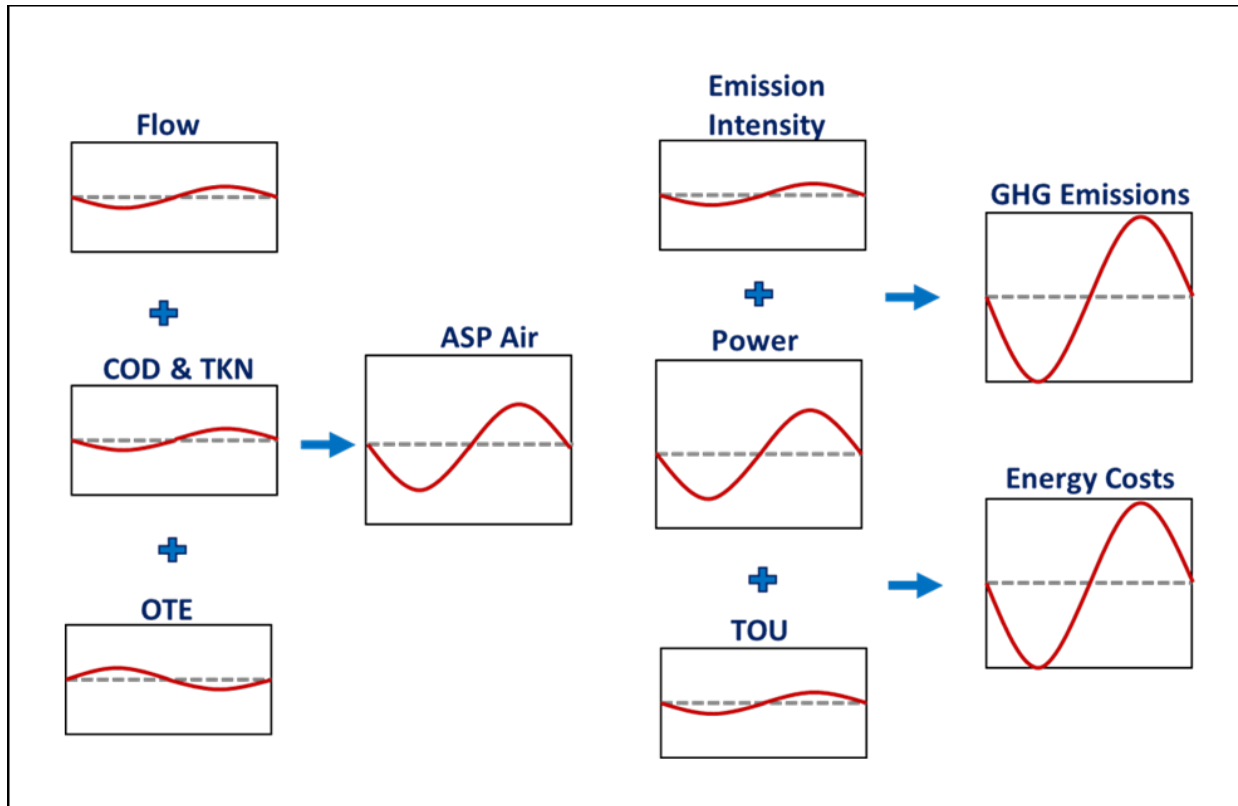 Flow
COD & TKN
OTE
ASP Air
Emission
Intensity
Power
TOU
GHG Emissions
Energy Costs